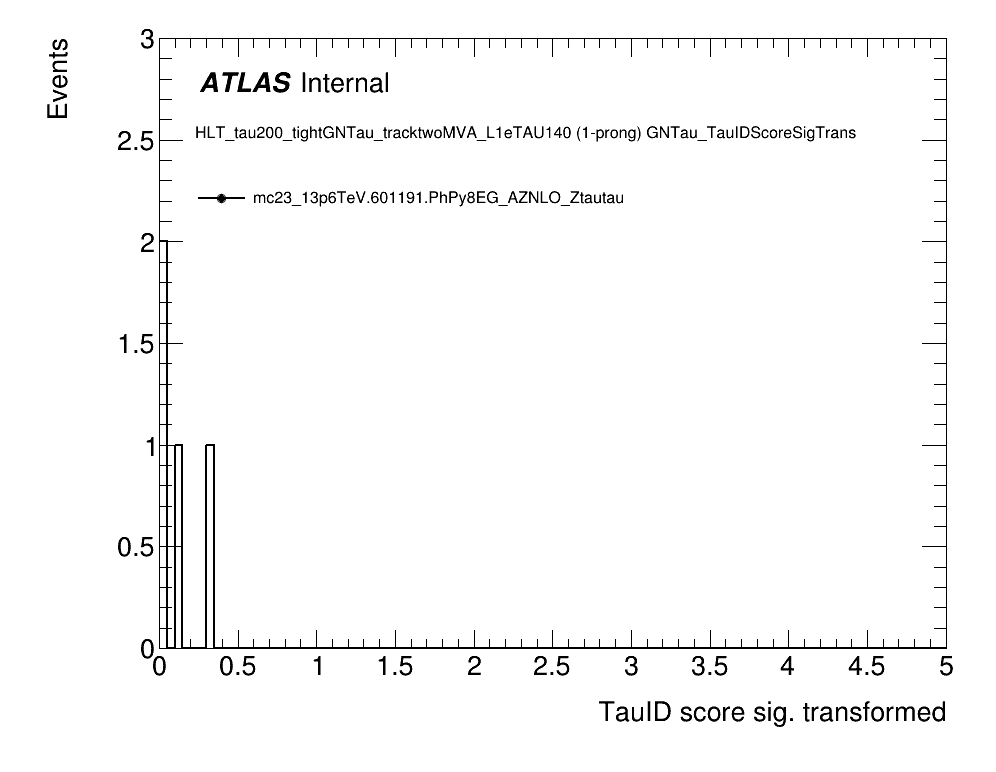 Events
3
2.5
2
1.5
1
0.5
0
ATLAS Internal
HLT_tau200_tightGNTau_tracktwoMVA_L1eTAU140 (1-prong) GNTau_TauIDScoreSigTrans
mc23_13p6TeV.601191.PhPy8EG_AZNLO_Ztautau
0 0.5 1 1.5 2 2.5 3 3.5 4 4.5 5
TauID score sig. transformed